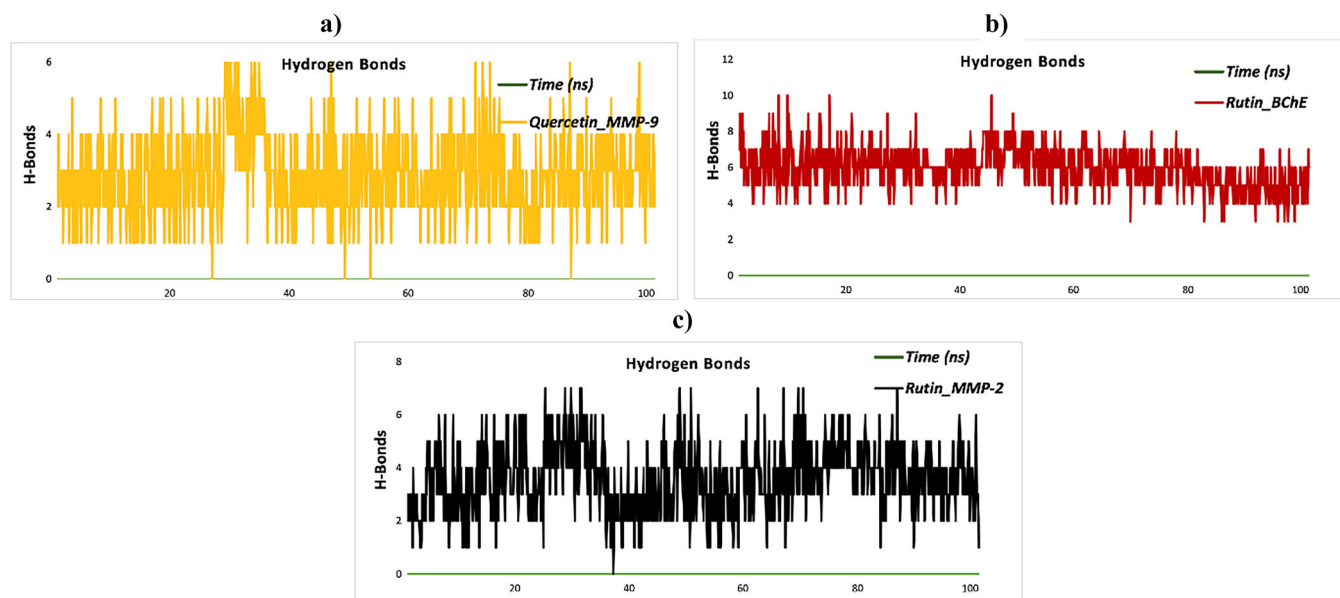 a)
Hydrogen Bonds
Time (ns)
Quercetin_MMP-9
H-Bonds
6
4
2
0
20
40
60
80
100
b)
Hydrogen Bonds
Time (ns)
Rutin_BChE
H-Bonds
12
10
8
6
4
2
0
20
40
60
80
100
c)
Hydrogen Bonds
Time (ns)
Rutin_MMP-2
H-Bonds
8
6
4
2
0
20
40
60
80
100